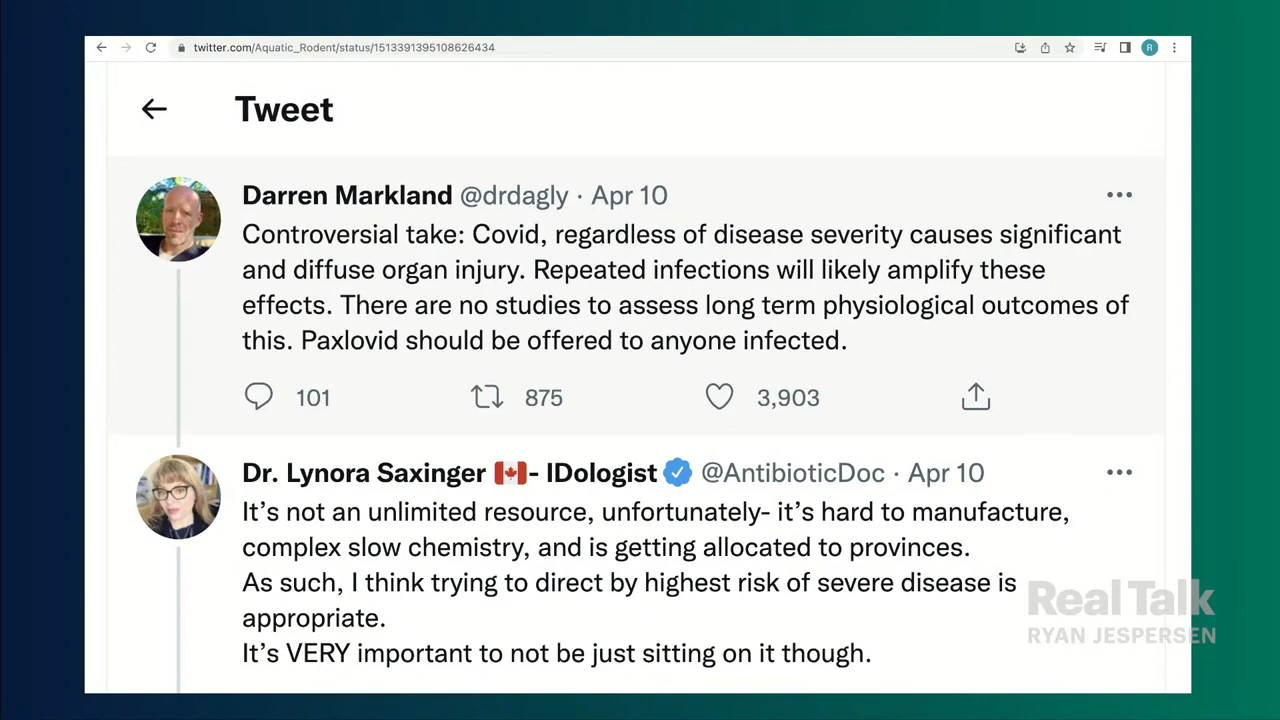 twitter.com/Aquatic_Rodent/status/1513391395108626434
R
Tweet
Darren Markland @drdagly · Apr 10
Controversial take: Covid, regardless of disease severity causes significant
and diffuse organ injury. Repeated infections will likely amplify these
effects. There are no studies to assess long term physiological outcomes of
this. Paxlovid should be offered to anyone infected.
101 875 3,903
Dr. Lynora Saxinger 🇨🇦- IDologist @AntibioticDoc · Apr 10
It’s not an unlimited resource, unfortunately- it’s hard to manufacture,
complex slow chemistry, and is getting allocated to provinces.
As such, I think trying to direct by highest risk of severe disease is
appropriate.
It’s VERY important to not be just sitting on it though.
Real Talk
RYAN JESPERSEN